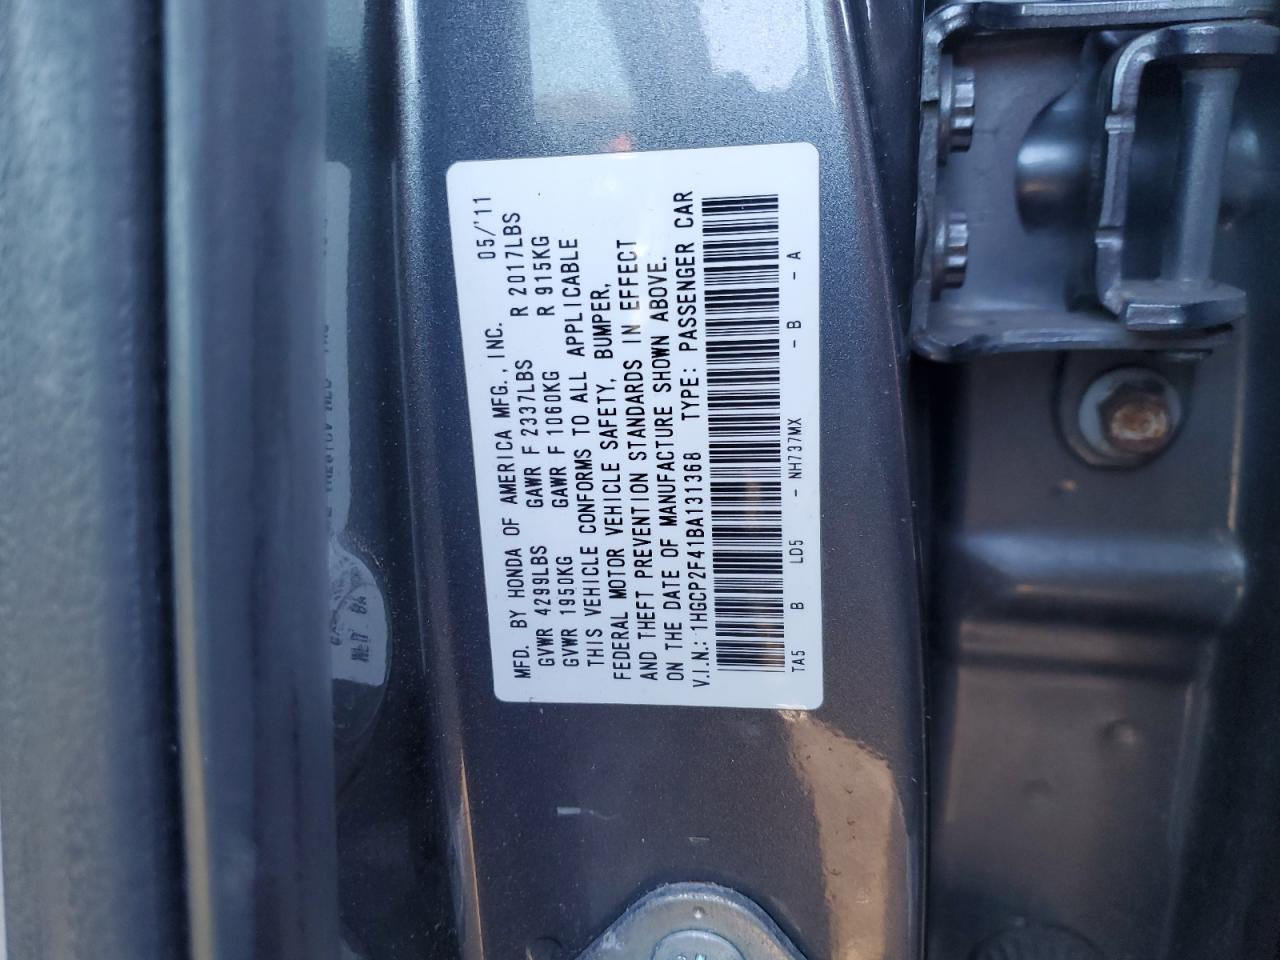 MFD. BY HONDA OF AMERICA MFG., INC. 05/'11
GVWR 4299LBS GAWR F 2337LBS R 2017LBS
GVWR 1950KG GAWR F 1060KG R 915KG
THIS VEHICLE CONFORMS TO ALL APPLICABLE
FEDERAL MOTOR VEHICLE SAFETY, BUMPER,
AND THEFT PREVENTION STANDARDS IN EFFECT
ON THE DATE OF MANUFACTURE SHOWN ABOVE.
V.I.N.: 1HGCP2F41BA131368 TYPE: PASSENGER CAR
TA5 B LD5 - NH737MX - B - A